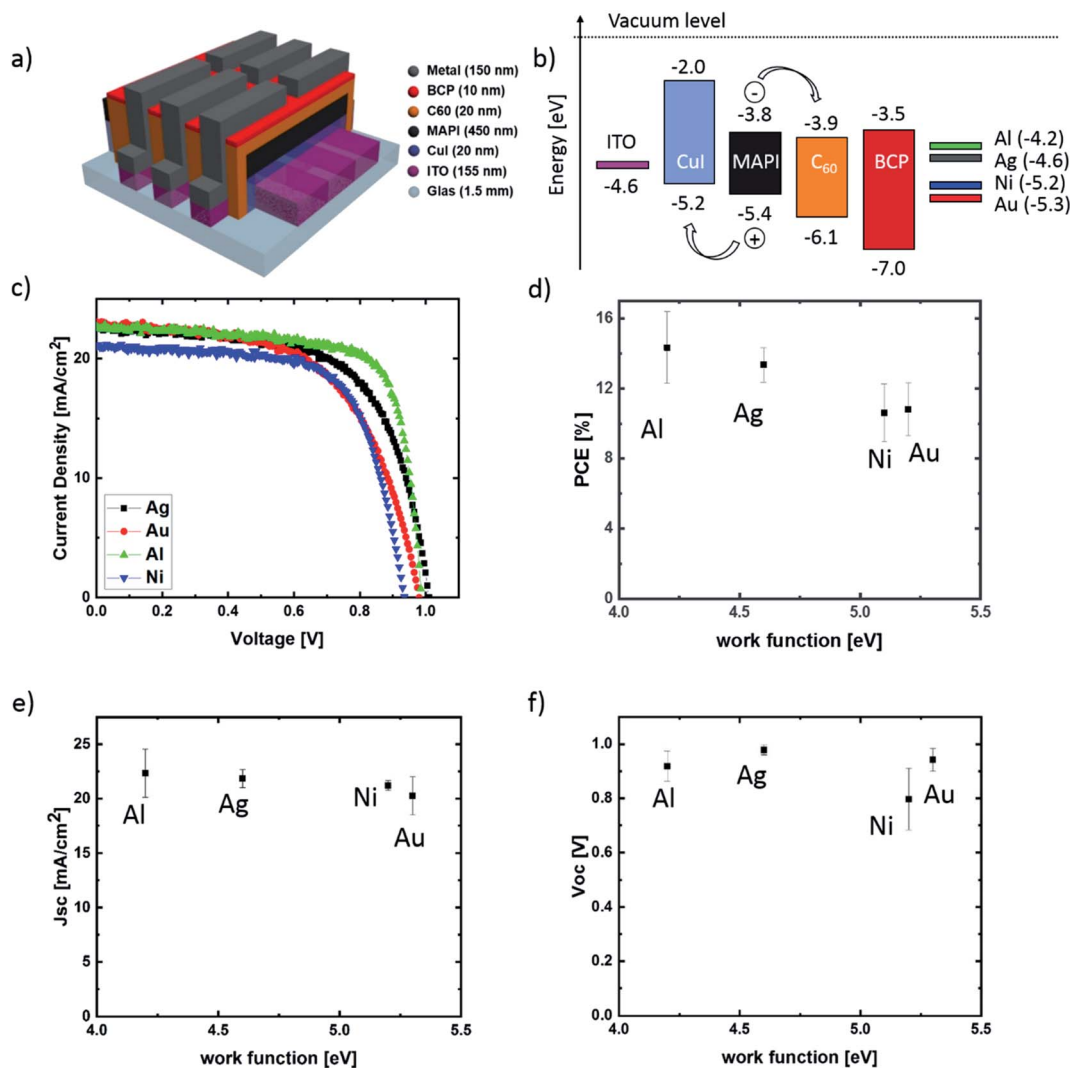 a)
Metal (150 nm)
BCP (10 nm)
C60 (20 nm)
MAPI (450 nm)
CuI (20 nm)
ITO (155 nm)
Glas (1.5 mm)
b)
Vacuum level
Energy [eV]
ITO
-4.6
-2.0
CuI
-5.2
-
-3.8
MAPI
-5.4
+
-3.9
C60
-6.1
-3.5
BCP
-7.0
Al (-4.2)
Ag (-4.6)
Ni (-5.2)
Au (-5.3)
c)
Current Density [mA/cm²]
20
10
0
Ag
Au
Al
Ni
0.0 0.2 0.4 0.6 0.8 1.0
Voltage [V]
d)
PCE [%]
16
12
8
4
0
Al
Ag
Ni
Au
4.0 4.5 5.0 5.5
work function [eV]
e)
Jsc [mA/cm²]
25
20
15
10
5
0
Al
Ag
Ni
Au
4.0 4.5 5.0 5.5
work function [eV]
f)
Voc [V]
1.0
0.8
0.6
0.4
0.2
0.0
Al
Ag
Ni
Au
4.0 4.5 5.0 5.5
work function [eV]